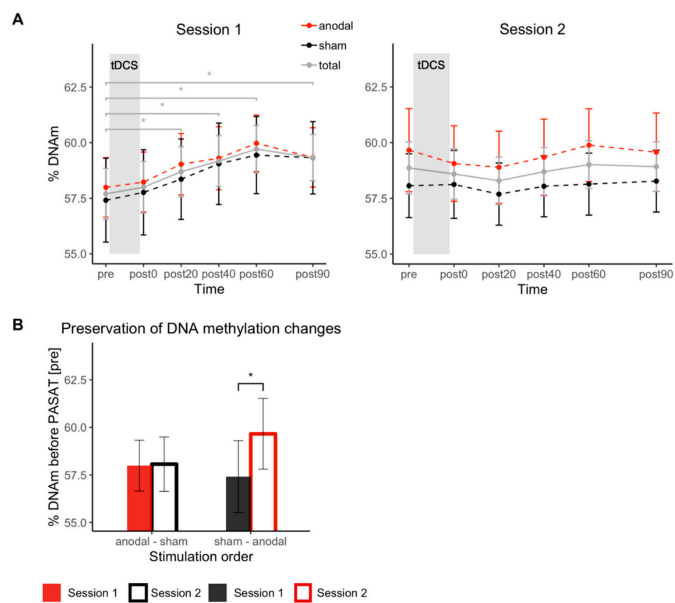 A
Session 1
anodal
sham
total
Session 2
tDCS
tDCS
*
*
*
*
62.5
60.0
57.5
55.0
% DNAm
pre
post0
post20
post40
post60
post90
Time
62.5
60.0
57.5
55.0
% DNAm
pre
post0
post20
post40
post60
post90
Time
B
Preservation of DNA methylation changes
*
62.5
60.0
57.5
55.0
% DNAm before PASAT [pre]
anodal - sham
sham - anodal
Stimulation order
Session 1
Session 2
Session 1
Session 2